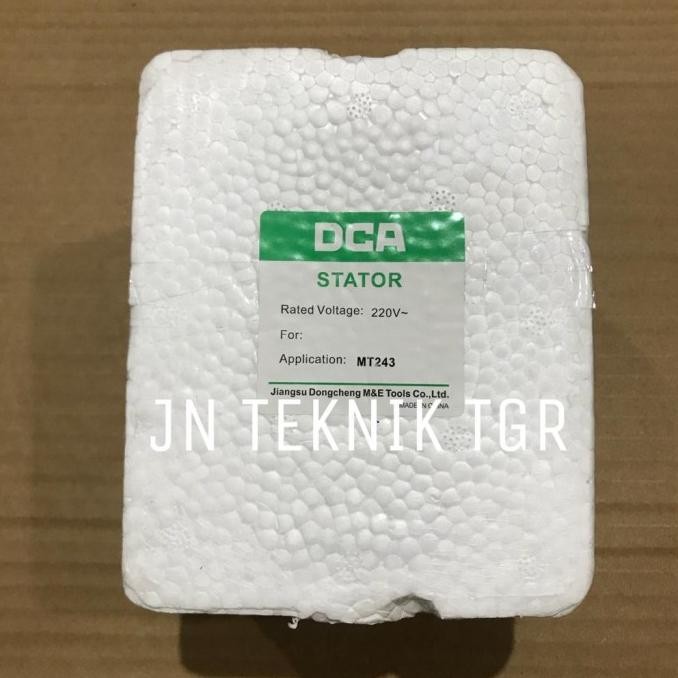 DCA
STATOR
Rated Voltage: 220V~
For:
Application: MT243
Jiangsu Dongcheng M&E Tools Co.,Ltd.
MADE IN CHINA
JN TEKNIK TGR